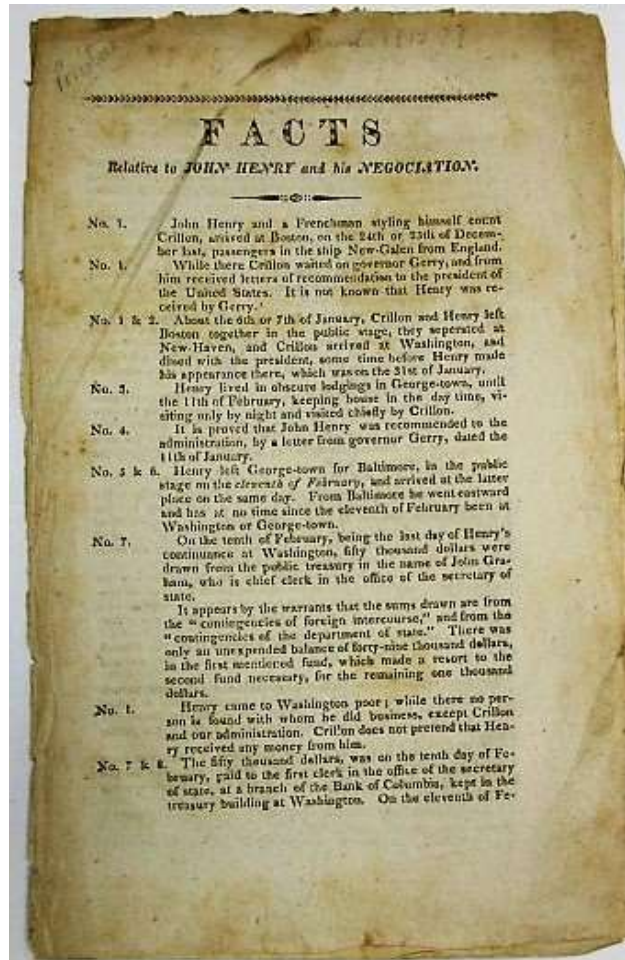 FACTS
Relative to JOHN HENRY and his NEGOCIATION.
No. 1. John Henry and a Frenchman styling himself count
Crillon, arrived at Boston, on the 24th or 25th of Decem-
ber last, passengers in the ship New-Galen from England.
No. 1. While there Crillon waited on governor Gerry, and from
him received letters of recommendation to the president of
the United States. It is not known that Henry was re-
ceived by Gerry.
No. 1 & 2. About the 6th or 7th of January, Crillon and Henry left
Boston together in the public stage, they seperated at
New-Haven, and Crillon arrived at Washington, and
dined with the president, some time before Henry made
his appearance there, which was on the 31st of January.
No. 3. Henry lived in obscure lodgings in George-town, until
the 11th of February, keeping house in the day time, vi-
siting only by night and visited chiefly by Crillon.
No. 4. It is proved that John Henry was recommended to the
administration, by a letter from governor Gerry, dated the
11th of January.
No. 5 & 6. Henry left George-town for Baltimore, in the public
stage on the eleventh of February, and arrived at the latter
place on the same day. From Baltimore he went eastward
and has at no time since the eleventh of February been at
Washington or George-town.
No. 7. On the tenth of February, being the last day of Henry's
continuance at Washington, fifty thousand dollars were
drawn from the public treasury in the name of John Gra-
ham, who is chief clerk in the office of the secretary of
state.
It appears by the warrants that the sums drawn are from
the "contingencies of foreign intercourse," and from the
"contingencies of the department of state." There was
only an unexpended balance of forty-nine thousand dollars,
in the first mentioned fund, which made a resort to the
second fund necessary, for the remaining one thousand
dollars.
No. 1. Henry came to Washington poor; while there no per-
son is found with whom he did business, except Crillon
and our administration. Crillon does not pretend that Hen-
ry received any money from him.
No. 7 & 8. The fifty thousand dollars, was on the tenth day of Fe-
bruary, paid to the first clerk in the office of the secretary
of state, at a branch of the Bank of Columbia, kept in the
treasury building at Washington. On the eleventh of Fe-